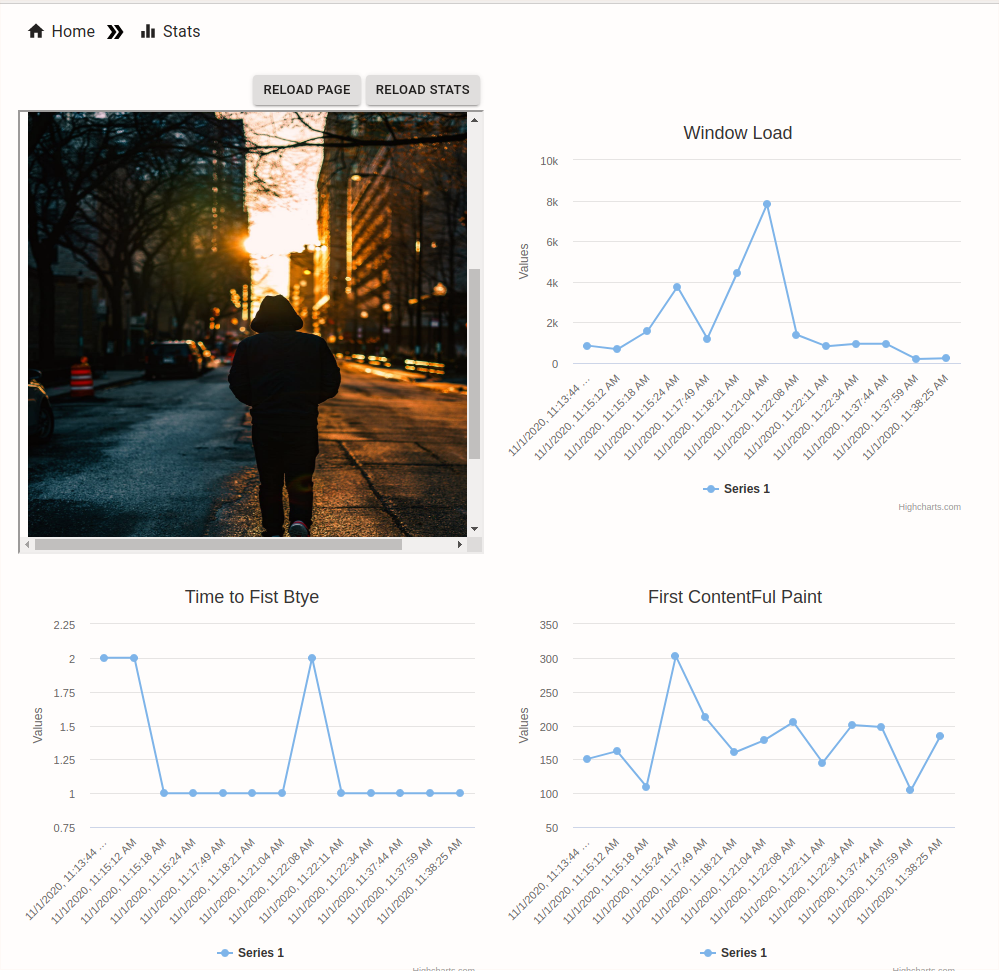 Home Stats
RELOAD PAGE RELOAD STATS
Window Load
10k
8k
6k
4k
2k
0
Values
11/1/2020, 11:13:44 ...
11/1/2020, 11:15:12 AM
11/1/2020, 11:15:18 AM
11/1/2020, 11:15:24 AM
11/1/2020, 11:17:49 AM
11/1/2020, 11:18:21 AM
11/1/2020, 11:21:04 AM
11/1/2020, 11:22:08 AM
11/1/2020, 11:22:11 AM
11/1/2020, 11:22:34 AM
11/1/2020, 11:37:44 AM
11/1/2020, 11:37:59 AM
11/1/2020, 11:38:25 AM
Series 1
Highcharts.com
Time to Fist Btye
2.25
2
1.75
1.5
1.25
1
0.75
Values
11/1/2020, 11:13:44 ...
11/1/2020, 11:15:12 AM
11/1/2020, 11:15:18 AM
11/1/2020, 11:15:24 AM
11/1/2020, 11:17:49 AM
11/1/2020, 11:18:21 AM
11/1/2020, 11:21:04 AM
11/1/2020, 11:22:08 AM
11/1/2020, 11:22:11 AM
11/1/2020, 11:22:34 AM
11/1/2020, 11:37:44 AM
11/1/2020, 11:37:59 AM
11/1/2020, 11:38:25 AM
Series 1
Highcharts.com
First ContentFul Paint
350
300
250
200
150
100
50
Values
11/1/2020, 11:13:44 ...
11/1/2020, 11:15:12 AM
11/1/2020, 11:15:18 AM
11/1/2020, 11:15:24 AM
11/1/2020, 11:17:49 AM
11/1/2020, 11:18:21 AM
11/1/2020, 11:21:04 AM
11/1/2020, 11:22:08 AM
11/1/2020, 11:22:11 AM
11/1/2020, 11:22:34 AM
11/1/2020, 11:37:44 AM
11/1/2020, 11:37:59 AM
11/1/2020, 11:38:25 AM
Series 1
Highcharts.com